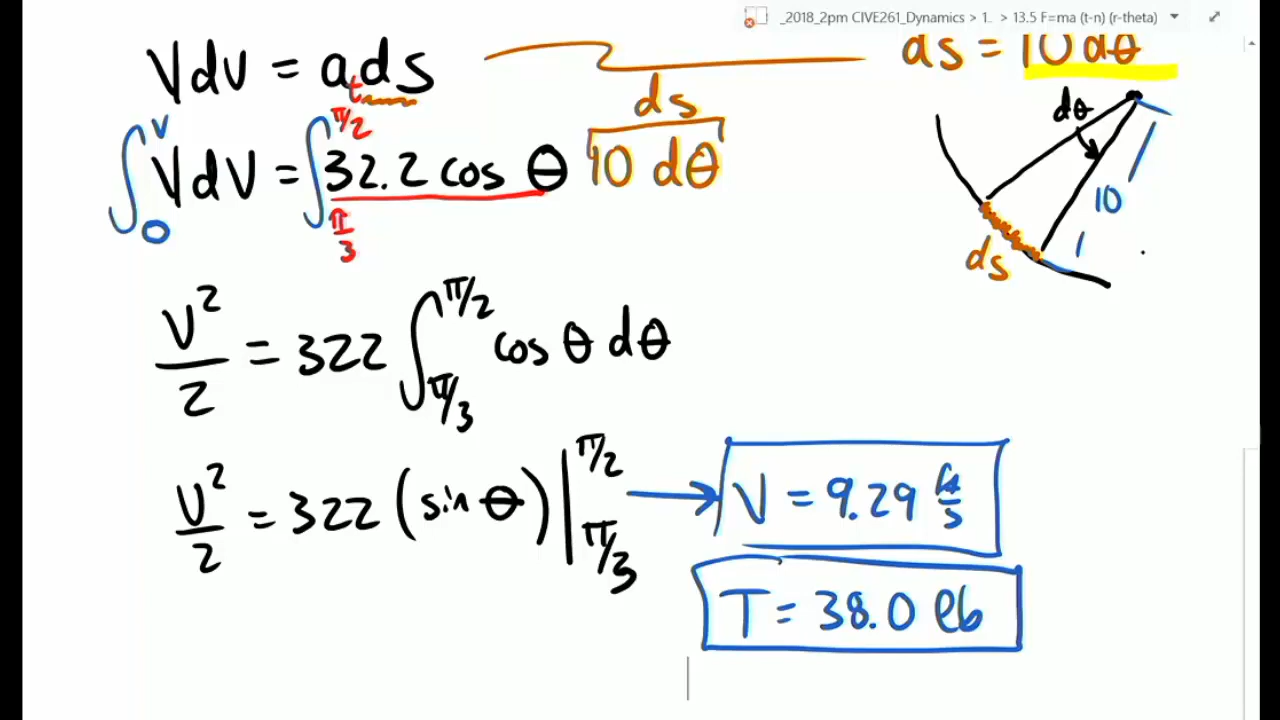 _2018_2pm CIVE261_Dynamics > 1. > 13.5 F=ma (t-n) (r-theta)
VdV = a_t ds
ds = 10 dθ
∫_0^V VdV = ∫_{π/3}^{π/2} 32.2 cos θ 10 dθ
ds
dθ
10
ds
V²/2 = 322 ∫_{π/3}^{π/2} cos θ dθ
V²/2 = 322 (sin θ) |_{π/3}^{π/2} → V = 9.29 ft/s
T = 38.0 lb